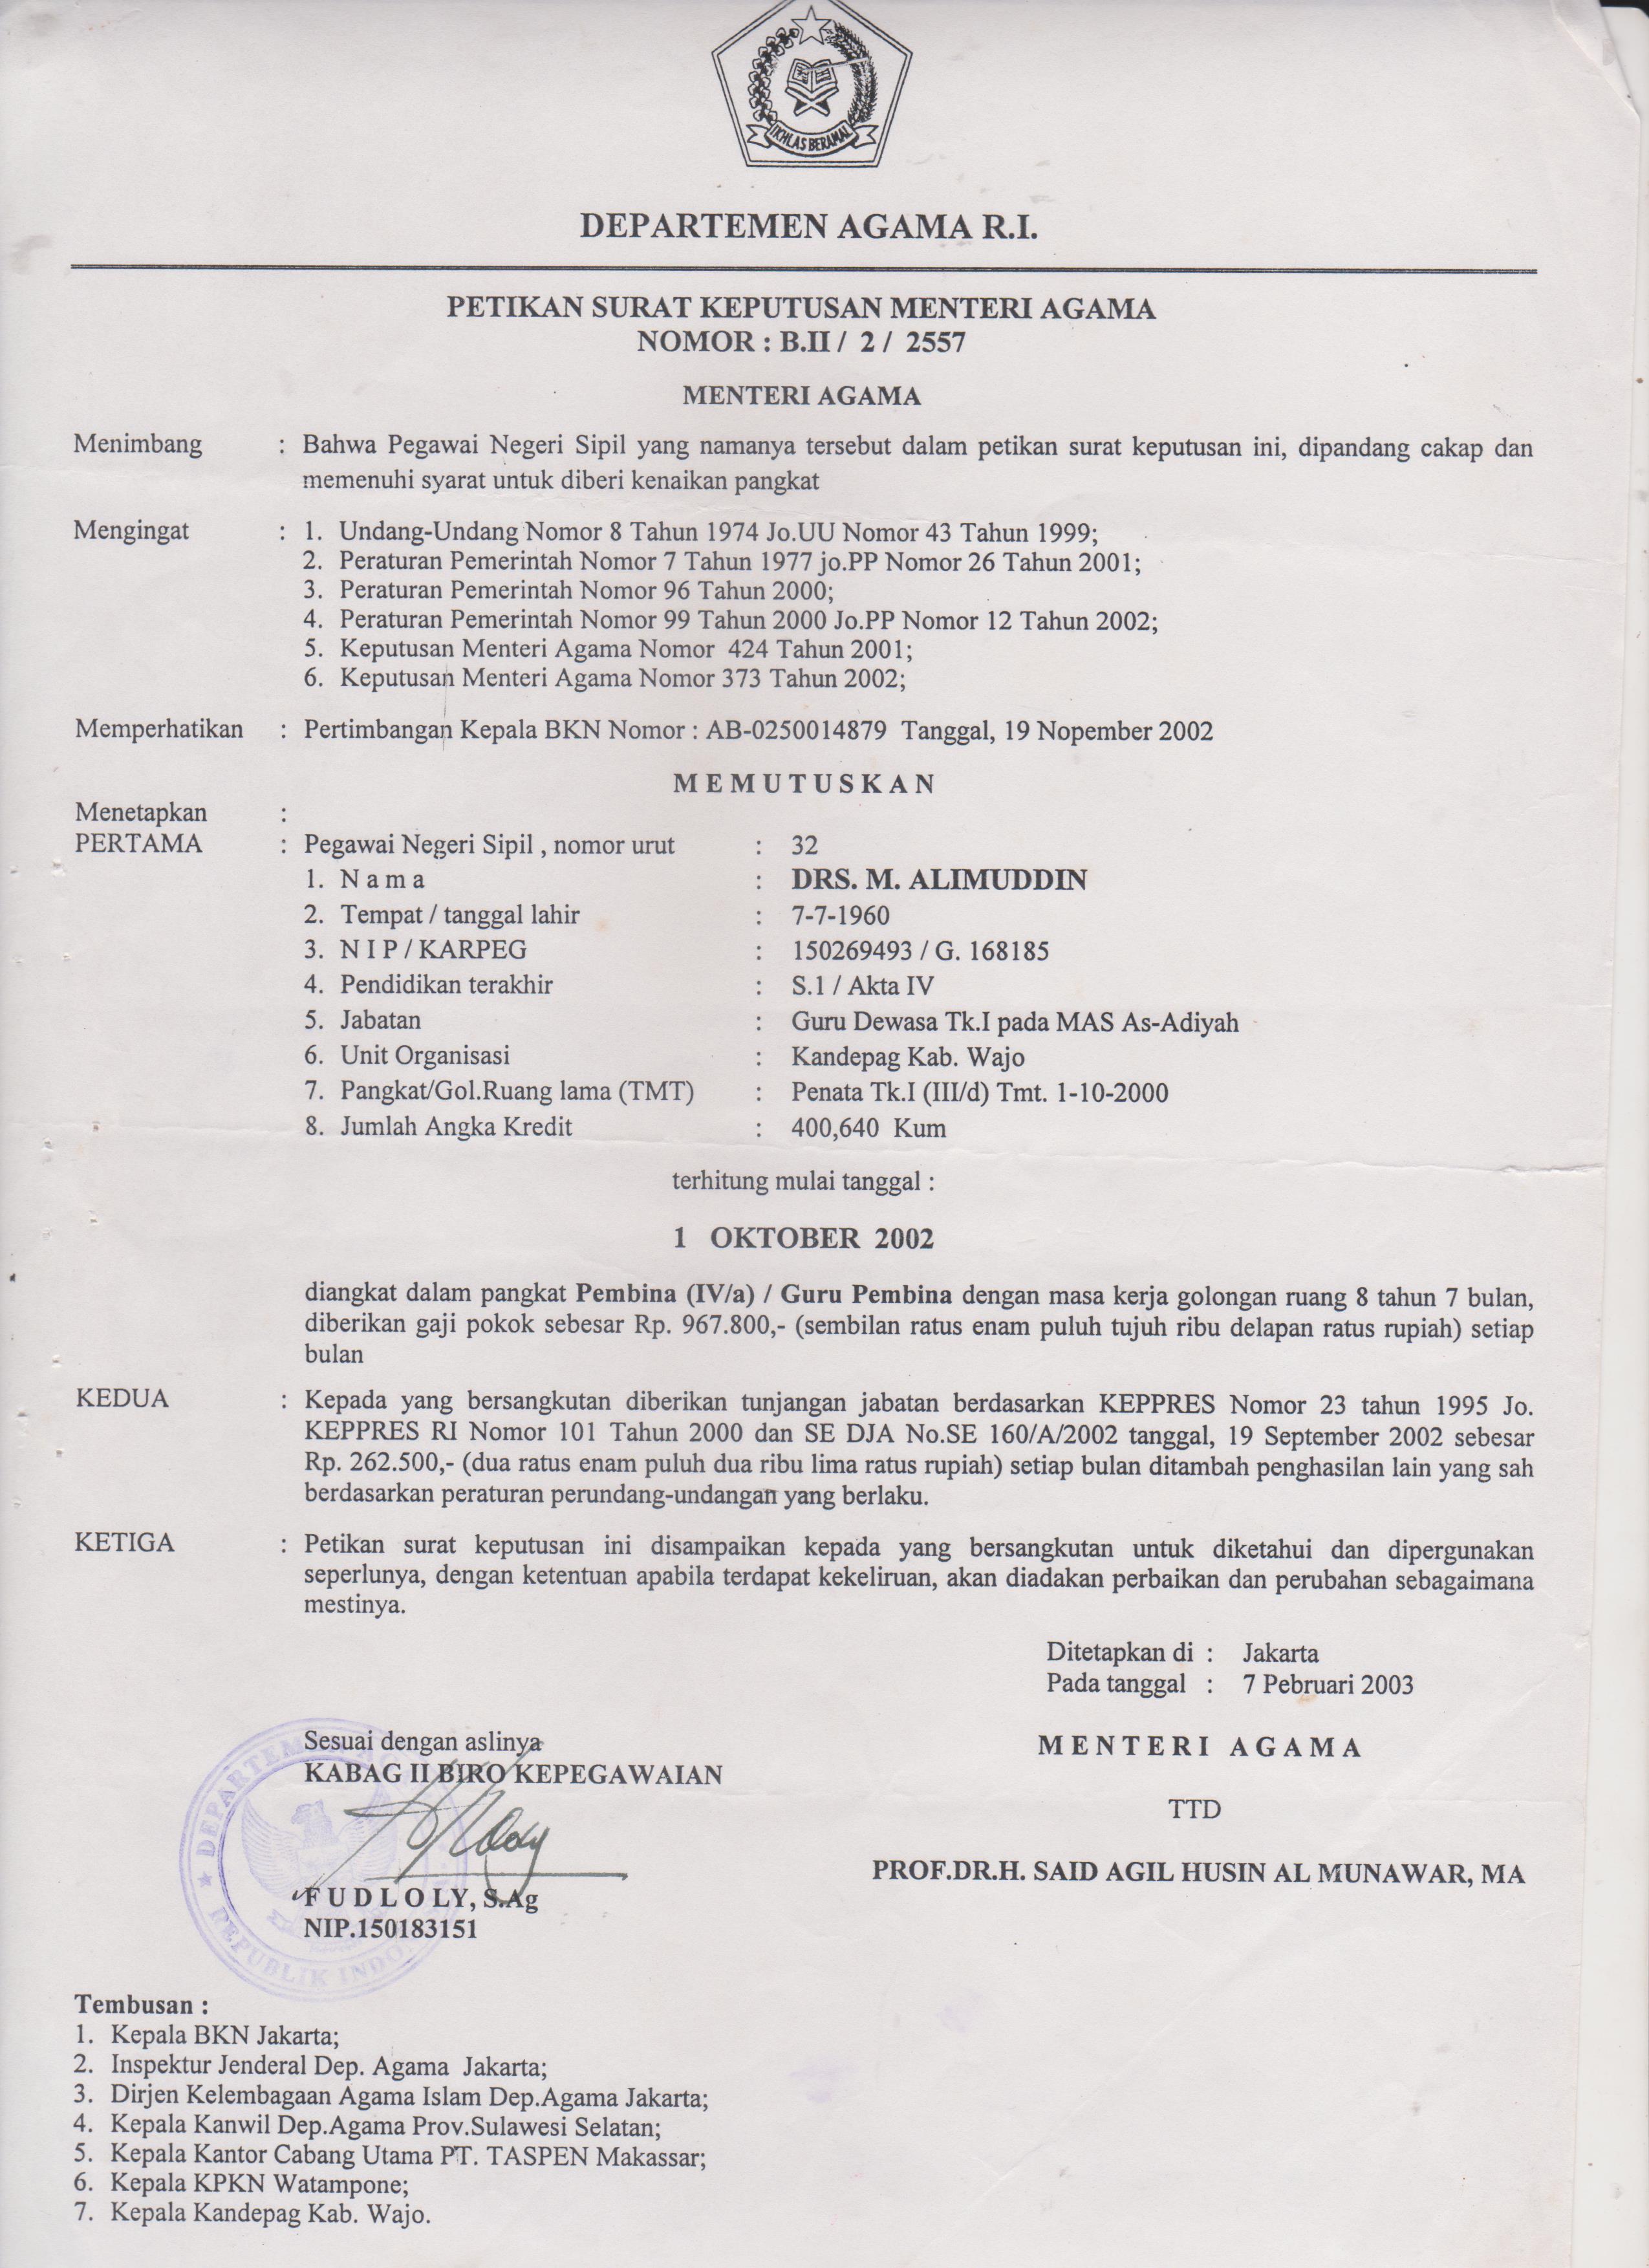 IKHLAS BERAMAL
DEPARTEMEN AGAMA R.I.
PETIKAN SURAT KEPUTUSAN MENTERI AGAMA
NOMOR : B.II / 2 / 2557
MENTERI AGAMA
Menimbang : Bahwa Pegawai Negeri Sipil yang namanya tersebut dalam petikan surat keputusan ini, dipandang cakap dan
memenuhi syarat untuk diberi kenaikan pangkat
Mengingat : 1. Undang-Undang Nomor 8 Tahun 1974 Jo.UU Nomor 43 Tahun 1999;
2. Peraturan Pemerintah Nomor 7 Tahun 1977 jo.PP Nomor 26 Tahun 2001;
3. Peraturan Pemerintah Nomor 96 Tahun 2000;
4. Peraturan Pemerintah Nomor 99 Tahun 2000 Jo.PP Nomor 12 Tahun 2002;
5. Keputusan Menteri Agama Nomor 424 Tahun 2001;
6. Keputusan Menteri Agama Nomor 373 Tahun 2002;
Memperhatikan : Pertimbangan Kepala BKN Nomor : AB-0250014879 Tanggal, 19 Nopember 2002
M E M U T U S K A N
Menetapkan :
PERTAMA : Pegawai Negeri Sipil , nomor urut : 32
1. N a m a : DRS. M. ALIMUDDIN
2. Tempat / tanggal lahir : 7-7-1960
3. N I P / KARPEG : 150269493 / G. 168185
4. Pendidikan terakhir : S.1 / Akta IV
5. Jabatan : Guru Dewasa Tk.I pada MAS As-Adiyah
6. Unit Organisasi : Kandepag Kab. Wajo
7. Pangkat/Gol.Ruang lama (TMT) : Penata Tk.I (III/d) Tmt. 1-10-2000
8. Jumlah Angka Kredit : 400,640 Kum
terhitung mulai tanggal :
1 OKTOBER 2002
diangkat dalam pangkat Pembina (IV/a) / Guru Pembina dengan masa kerja golongan ruang 8 tahun 7 bulan,
diberikan gaji pokok sebesar Rp. 967.800,- (sembilan ratus enam puluh tujuh ribu delapan ratus rupiah) setiap
bulan
KEDUA : Kepada yang bersangkutan diberikan tunjangan jabatan berdasarkan KEPPRES Nomor 23 tahun 1995 Jo.
KEPPRES RI Nomor 101 Tahun 2000 dan SE DJA No.SE 160/A/2002 tanggal, 19 September 2002 sebesar
Rp. 262.500,- (dua ratus enam puluh dua ribu lima ratus rupiah) setiap bulan ditambah penghasilan lain yang sah
berdasarkan peraturan perundang-undangan yang berlaku.
KETIGA : Petikan surat keputusan ini disampaikan kepada yang bersangkutan untuk diketahui dan dipergunakan
seperlunya, dengan ketentuan apabila terdapat kekeliruan, akan diadakan perbaikan dan perubahan sebagaimana
mestinya.
Ditetapkan di : Jakarta
Pada tanggal : 7 Pebruari 2003
Sesuai dengan aslinya
KABAG II BIRO KEPEGAWAIAN
F U D L O L Y, S.Ag
NIP.150183151
M E N T E R I A G A M A
TTD
PROF.DR.H. SAID AGIL HUSIN AL MUNAWAR, MA
REPUBLIK
Tembusan :
1. Kepala BKN Jakarta;
2. Inspektur Jenderal Dep. Agama Jakarta;
3. Dirjen Kelembagaan Agama Islam Dep.Agama Jakarta;
4. Kepala Kanwil Dep.Agama Prov.Sulawesi Selatan;
5. Kepala Kantor Cabang Utama PT. TASPEN Makassar;
6. Kepala KPKN Watampone;
7. Kepala Kandepag Kab. Wajo.